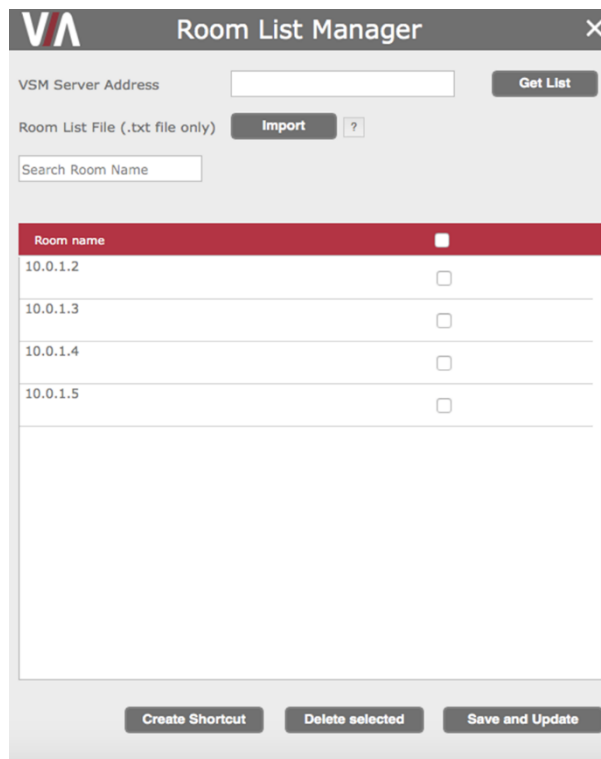 VIA Room List Manager ×
VSM Server Address Get List
Room List File (.txt file only) Import ?
Search Room Name
Room name
10.0.1.2
10.0.1.3
10.0.1.4
10.0.1.5
Create Shortcut Delete selected Save and Update